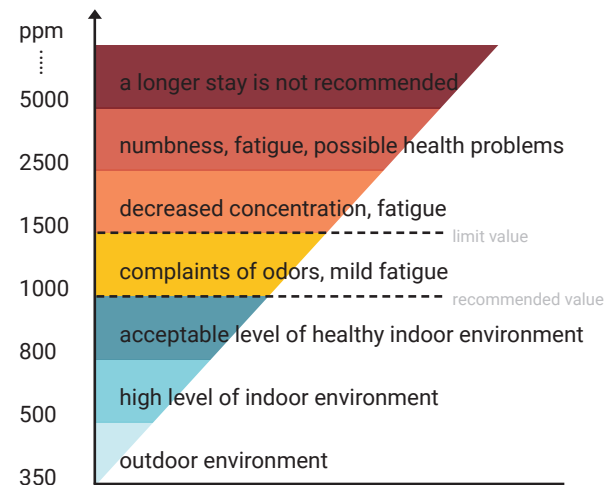 ppm
a longer stay is not recommended
5000
numbness, fatigue, possible health problems
2500
decreased concentration, fatigue
1500
limit value
complaints of odors, mild fatigue
1000
recommended value
acceptable level of healthy indoor environment
800
high level of indoor environment
500
outdoor environment
350